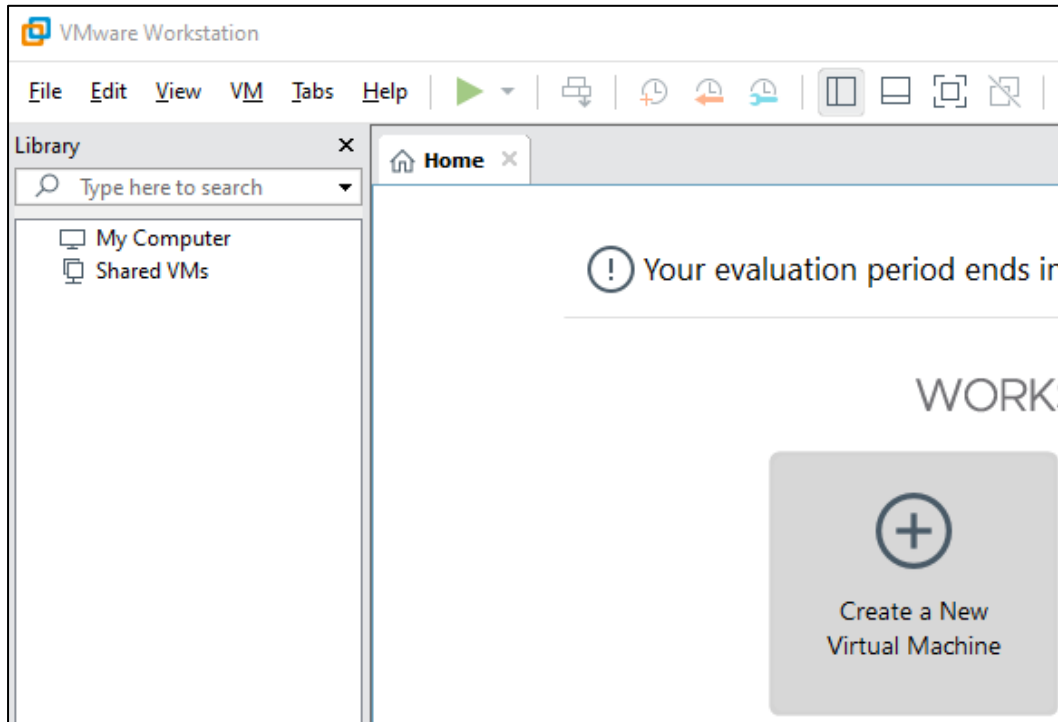 VMware Workstation
File Edit View VM Tabs Help
Library
Home
Type here to search
My Computer
Shared VMs
Your evaluation period ends in
WORKS
Create a New
Virtual Machine